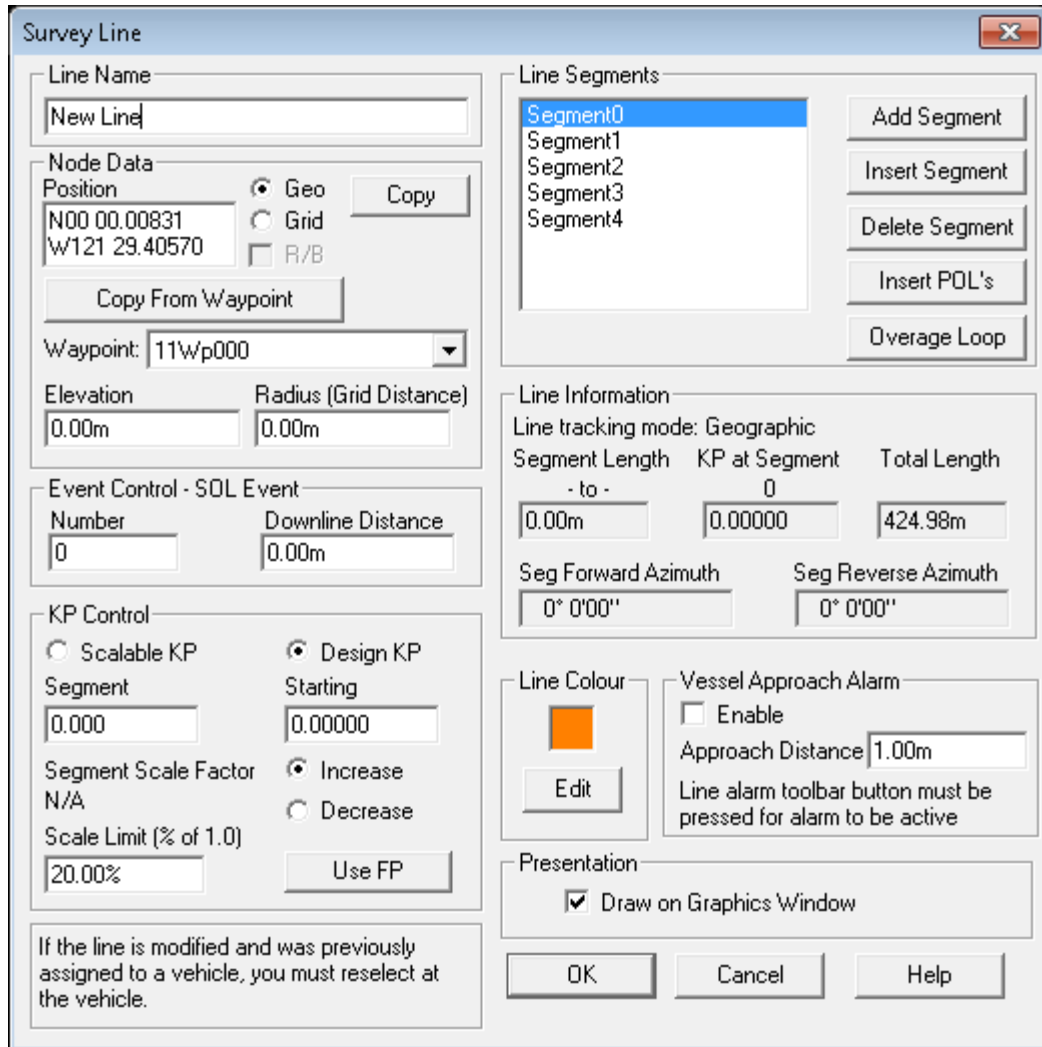 Survey Line
Line Name
New Line
Node Data
Position
N00 00.00831
W121 29.40570
Geo
Grid
R/B
Copy
Copy From Waypoint
Waypoint: 11Wp000
Elevation Radius (Grid Distance)
0.00m 0.00m
Event Control - SOL Event
Number Downline Distance
0 0.00m
KP Control
Scalable KP Design KP
Segment Starting
0.000 0.00000
Segment Scale Factor
N/A
Increase
Decrease
Scale Limit (% of 1.0)
20.00% Use FP
If the line is modified and was previously
assigned to a vehicle, you must reselect at
the vehicle.
Line Segments
Segment0
Segment1
Segment2
Segment3
Segment4
Add Segment
Insert Segment
Delete Segment
Insert POL's
Overage Loop
Line Information
Line tracking mode: Geographic
Segment Length KP at Segment Total Length
- to - 0
0.00m 0.00000 424.98m
Seg Forward Azimuth Seg Reverse Azimuth
0° 0'00'' 0° 0'00''
Line Colour
Edit
Vessel Approach Alarm
Enable
Approach Distance 1.00m
Line alarm toolbar button must be
pressed for alarm to be active
Presentation
Draw on Graphics Window
OK Cancel Help